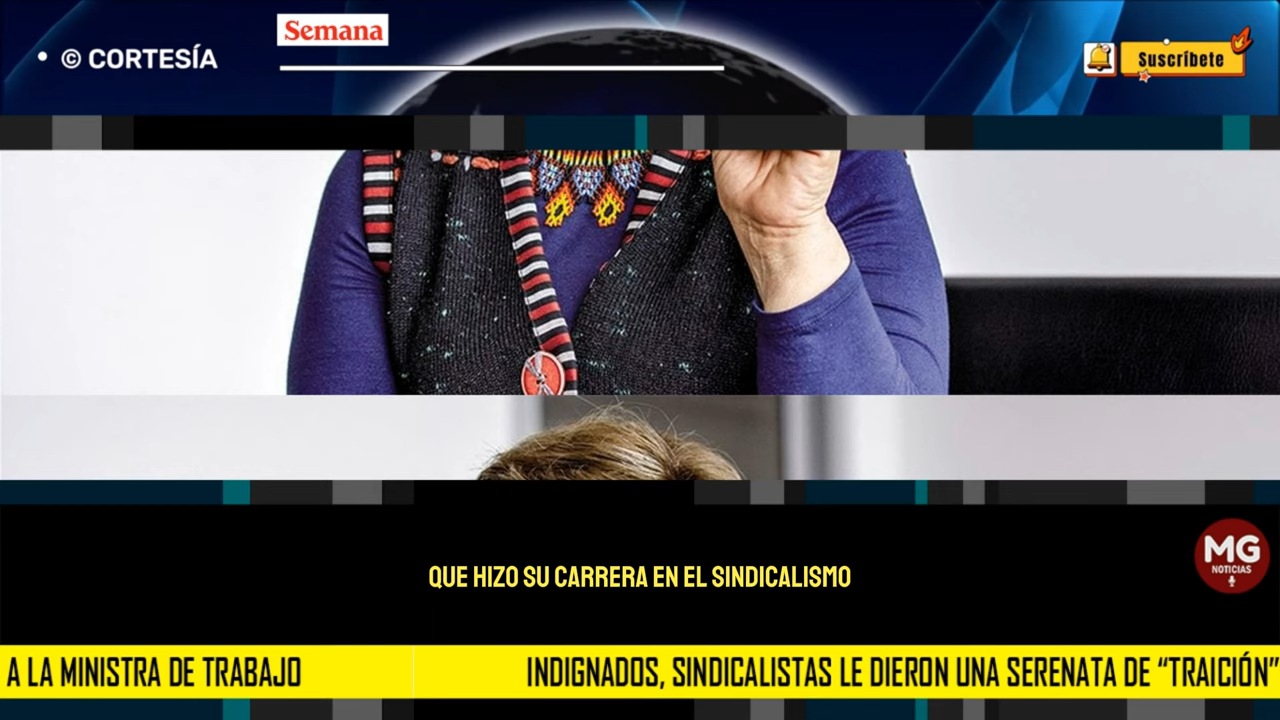 Semana
© CORTESÍA
Suscríbete
QUE HIZO SU CARRERA EN EL SINDICALISMO
MG
NOTICIAS
A LA MINISTRA DE TRABAJO
INDIGNADOS, SINDICALISTAS LE DIERON UNA SERENATA DE “TRAICIÓN”